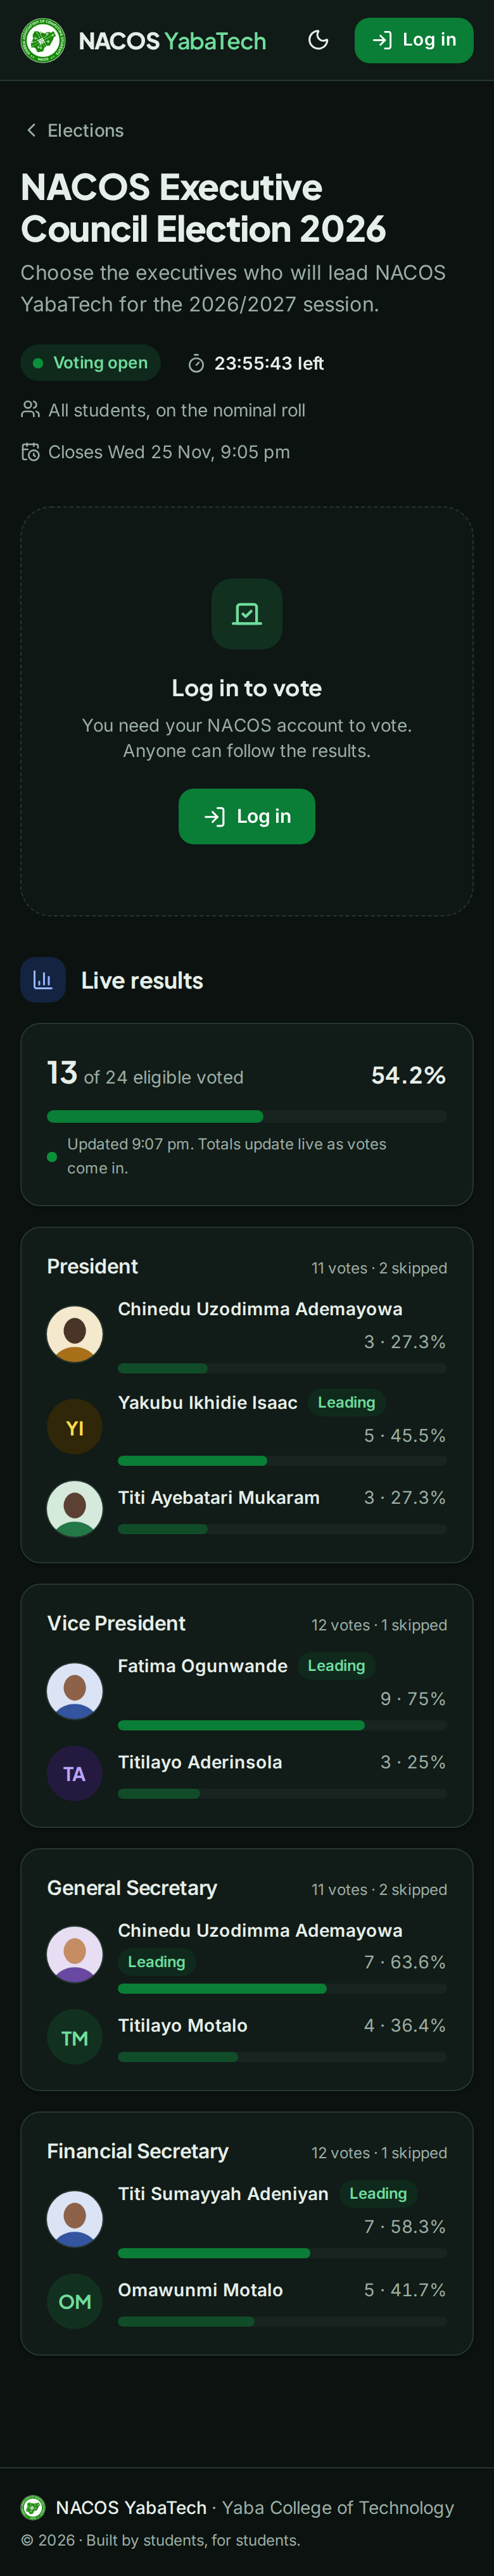 NACOS YabaTech
Log in
Elections
NACOS Executive
Council Election 2026
Choose the executives who will lead NACOS
YabaTech for the 2026/2027 session.
Voting open
23:55:43 left
All students, on the nominal roll
Closes Wed 25 Nov, 9:05 pm
Log in to vote
You need your NACOS account to vote.
Anyone can follow the results.
Log in
Live results
13 of 24 eligible voted
54.2%
Updated 9:07 pm. Totals update live as votes
come in.
President
11 votes · 2 skipped
Chinedu Uzodimma Ademayowa
3 · 27.3%
YI
Yakubu Ikhidie Isaac
Leading
5 · 45.5%
Titi Ayebatari Mukaram
3 · 27.3%
Vice President
12 votes · 1 skipped
Fatima Ogunwande
Leading
9 · 75%
TA
Titilayo Aderinsola
3 · 25%
General Secretary
11 votes · 2 skipped
Chinedu Uzodimma Ademayowa
Leading
7 · 63.6%
TM
Titilayo Motalo
4 · 36.4%
Financial Secretary
12 votes · 1 skipped
Titi Sumayyah Adeniyan
Leading
7 · 58.3%
OM
Omawunmi Motalo
5 · 41.7%
NACOS YabaTech · Yaba College of Technology
© 2026 · Built by students, for students.